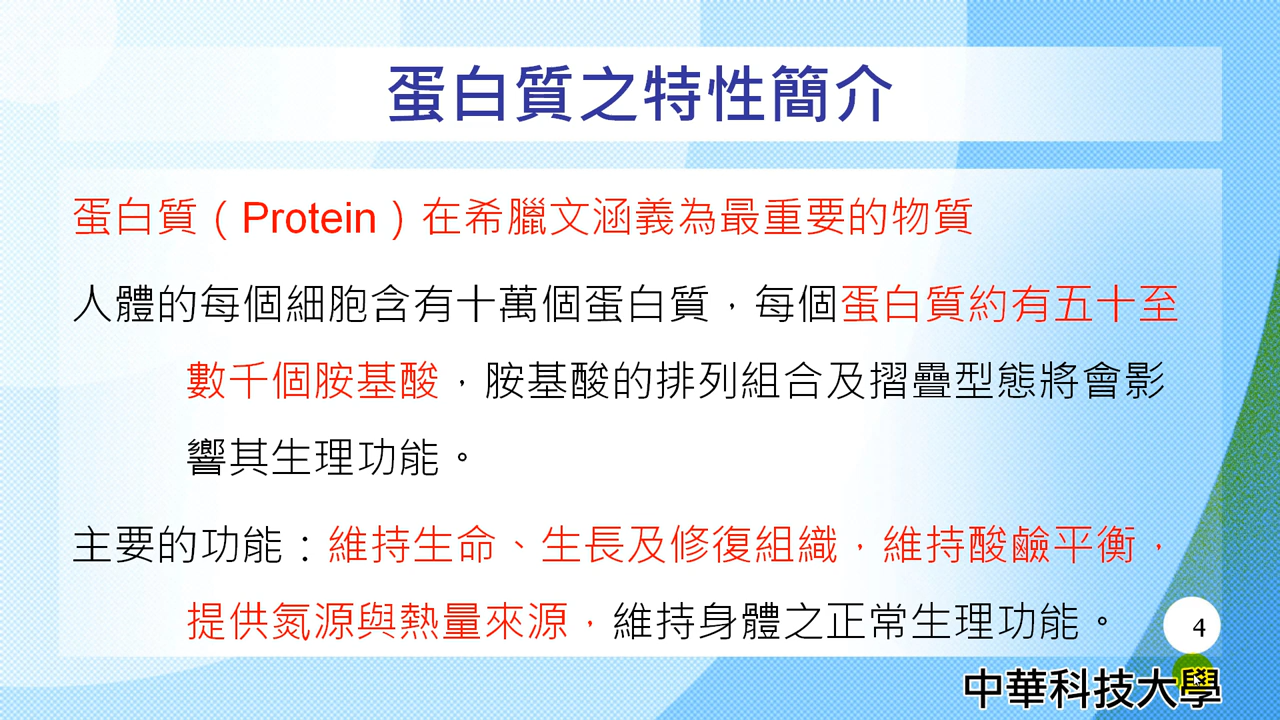 蛋白質之特性簡介
蛋白質（Protein）在希臘文涵義為最重要的物質
人體的每個細胞含有十萬個蛋白質，每個蛋白質約有五十至
數千個胺基酸，胺基酸的排列組合及摺疊型態將會影
響其生理功能。
主要的功能：維持生命、生長及修復組織，維持酸鹼平衡，
提供氮源與熱量來源，維持身體之正常生理功能。
4
中華科技大學